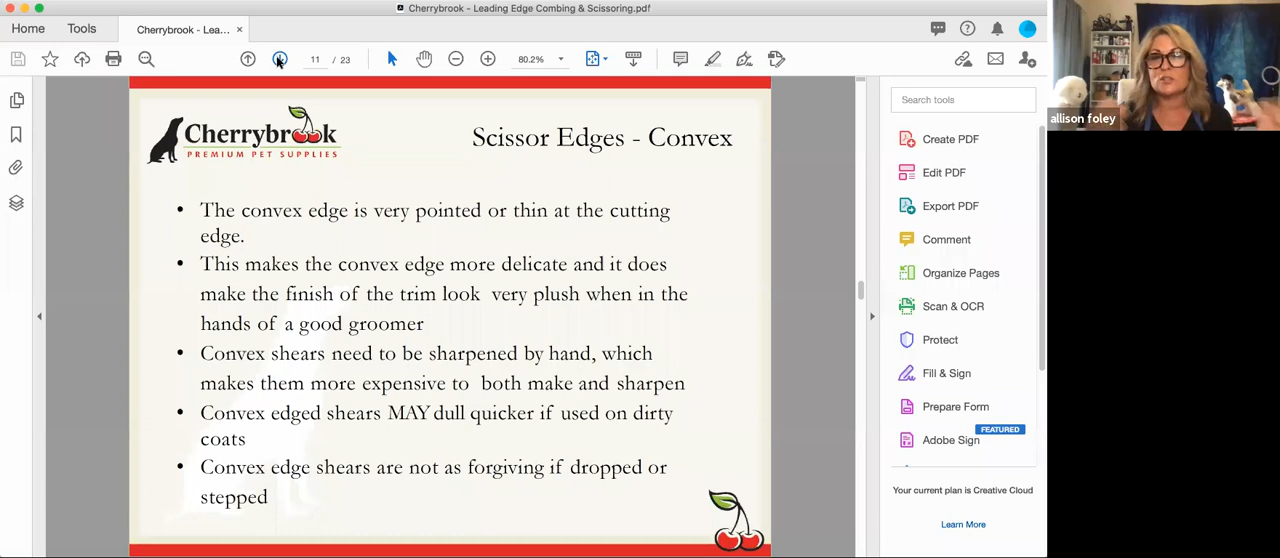 Cherrybrook - Leading Edge Combing & Scissoring.pdf
Home
Tools
Cherrybrook - Lea... ×
11 / 23
80.2%
Search tools
allison foley
Cherrybrook
PREMIUM PET SUPPLIES
Scissor Edges - Convex
• The convex edge is very pointed or thin at the cutting
edge.
• This makes the convex edge more delicate and it does
make the finish of the trim look very plush when in the
hands of a good groomer
• Convex shears need to be sharpened by hand, which
makes them more expensive to both make and sharpen
• Convex edged shears MAY dull quicker if used on dirty
coats
• Convex edge shears are not as forgiving if dropped or
stepped
Create PDF
Edit PDF
Export PDF
Comment
Organize Pages
Scan & OCR
Protect
Fill & Sign
Prepare Form
FEATURED
Adobe Sign
Your current plan is Creative Cloud
Learn More